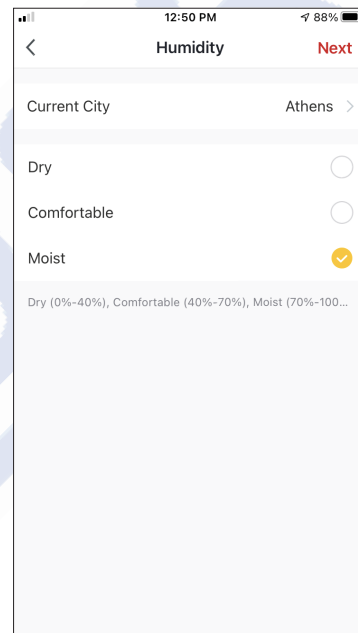 12:50 PM 88%
Humidity Next
Current City Athens
Dry
Comfortable
Moist
Dry (0%-40%), Comfortable (40%-70%), Moist (70%-100...